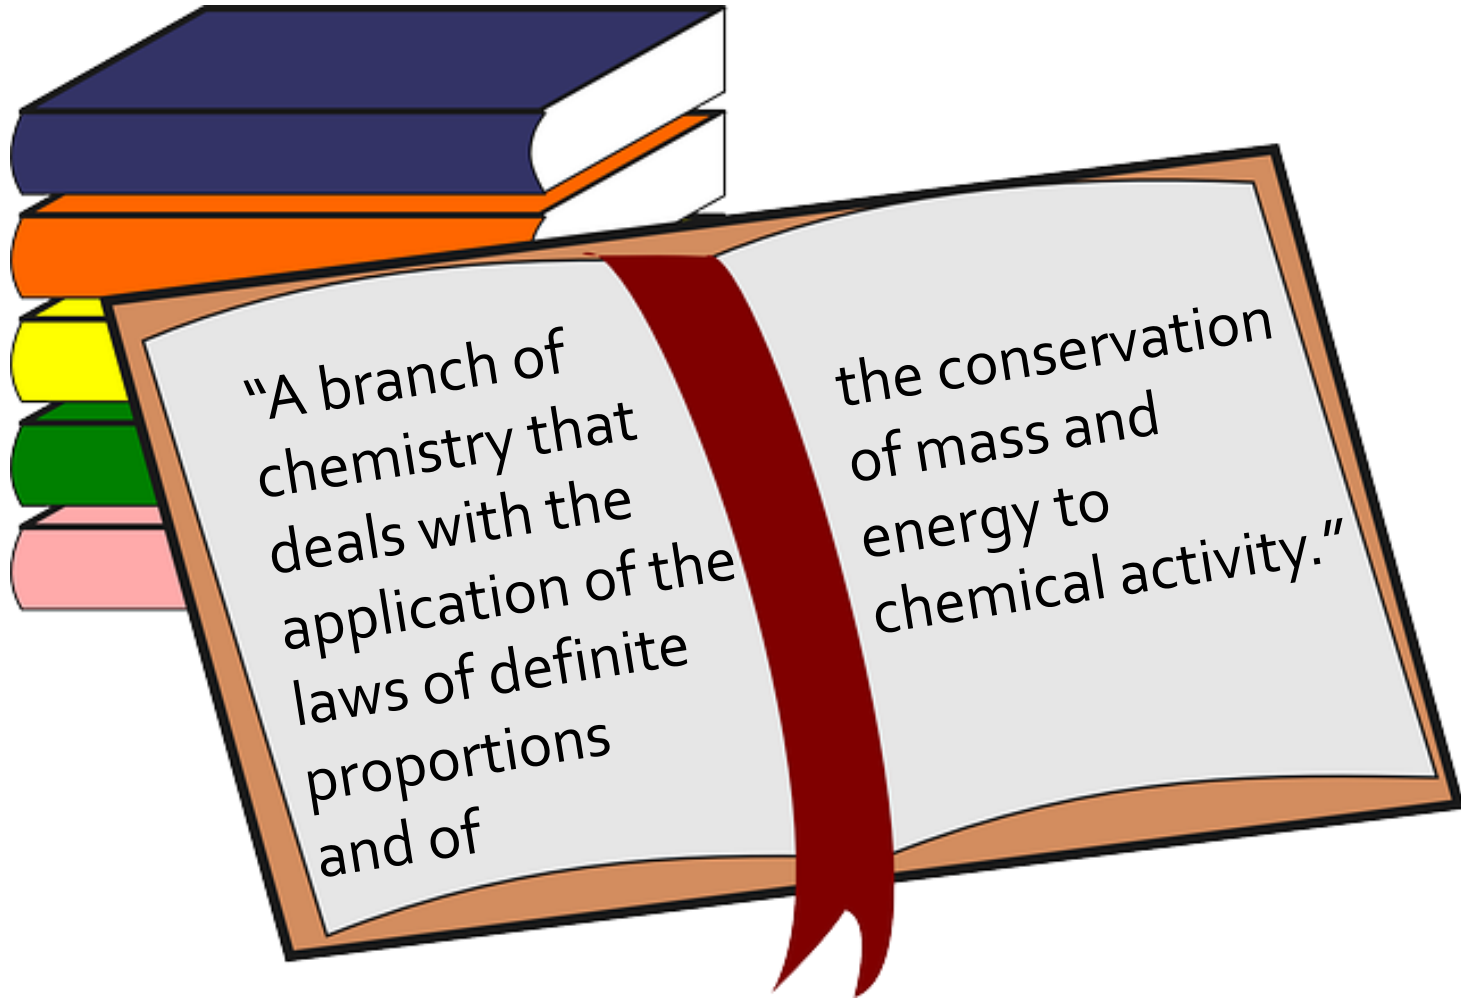 “A branch of
chemistry that
deals with the
application of the
laws of definite
proportions
and of
the conservation
of mass and
energy to
chemical activity.”